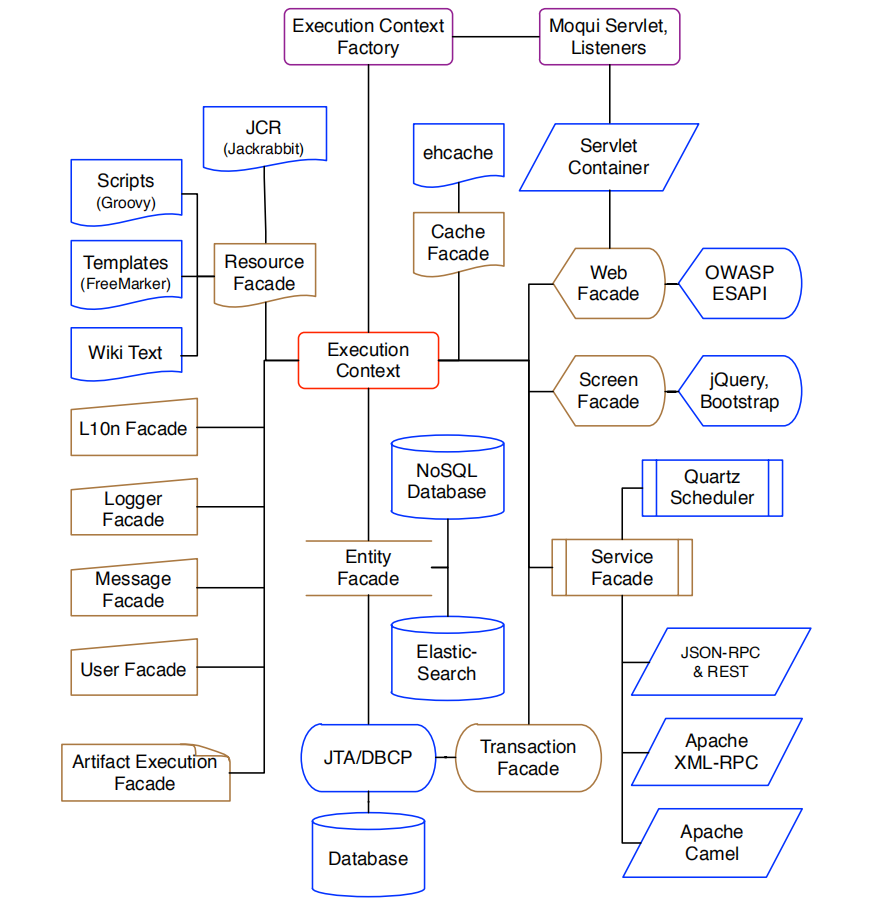 Execution Context
Factory
Moqui Servlet,
Listeners
JCR
(Jackrabbit)
ehcache
Servlet
Container
Scripts
(Groovy)
Cache
Facade
Templates
(FreeMarker)
Resource
Facade
Web
Facade
OWASP
ESAPI
Wiki Text
Execution
Context
Screen
Facade
jQuery,
Bootstrap
L10n Facade
NoSQL
Database
Quartz
Scheduler
Logger
Facade
Entity
Facade
Service
Facade
Message
Facade
Elastic-
Search
JSON-RPC
& REST
User Facade
Artifact Execution
Facade
JTA/DBCP
Transaction
Facade
Apache
XML-RPC
Database
Apache
Camel